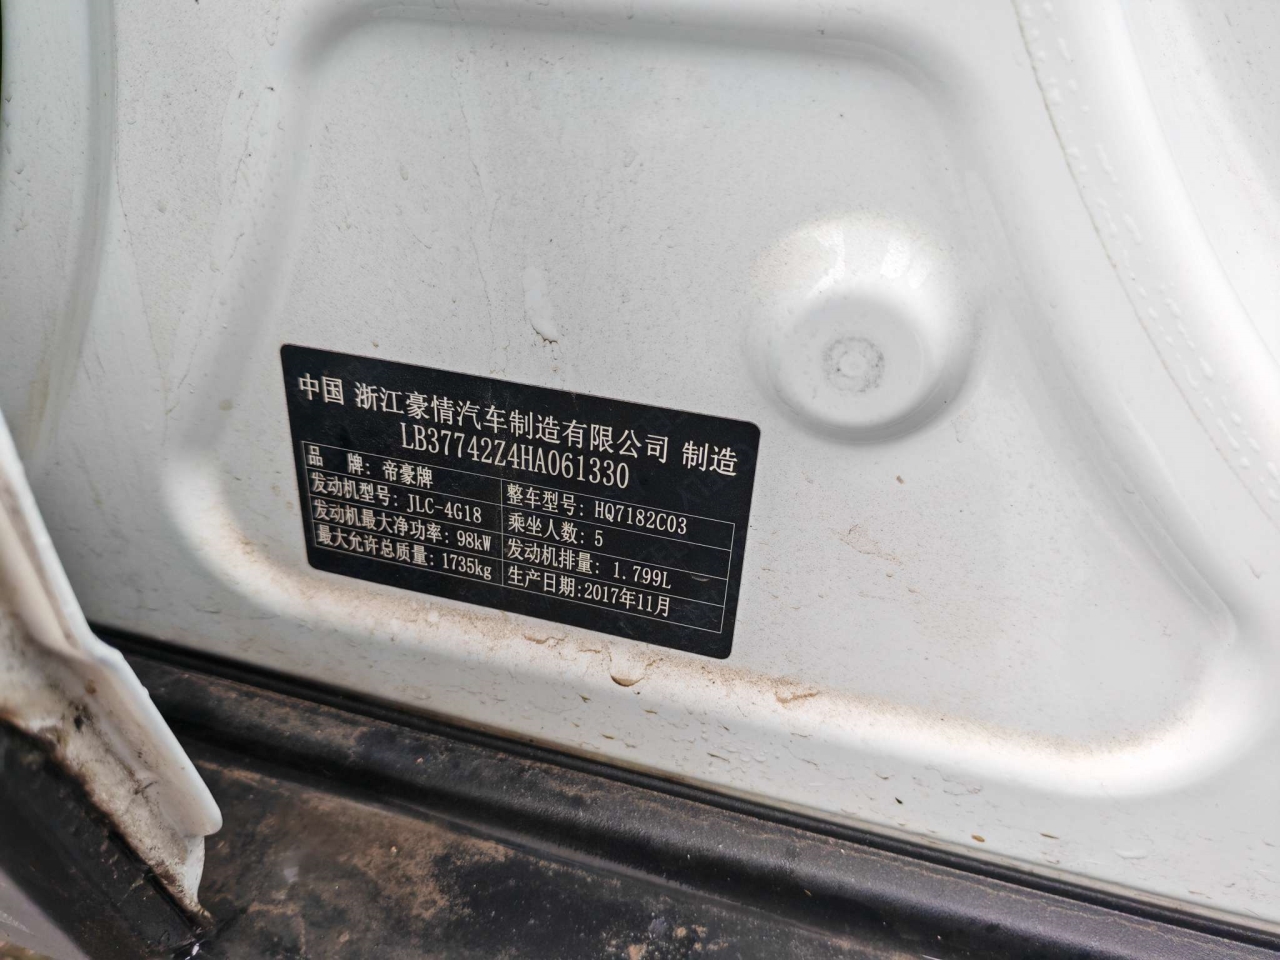 中国 浙江豪情汽车制造有限公司 制造
LB37742Z4HA061330
品 牌: 帝豪牌
整车型号: HQ7182C03
发动机型号: JLC-4G18
乘坐人数: 5
发动机最大净功率: 98kW
发动机排量: 1.799L
最大允许总质量: 1735kg
生产日期:2017年11月